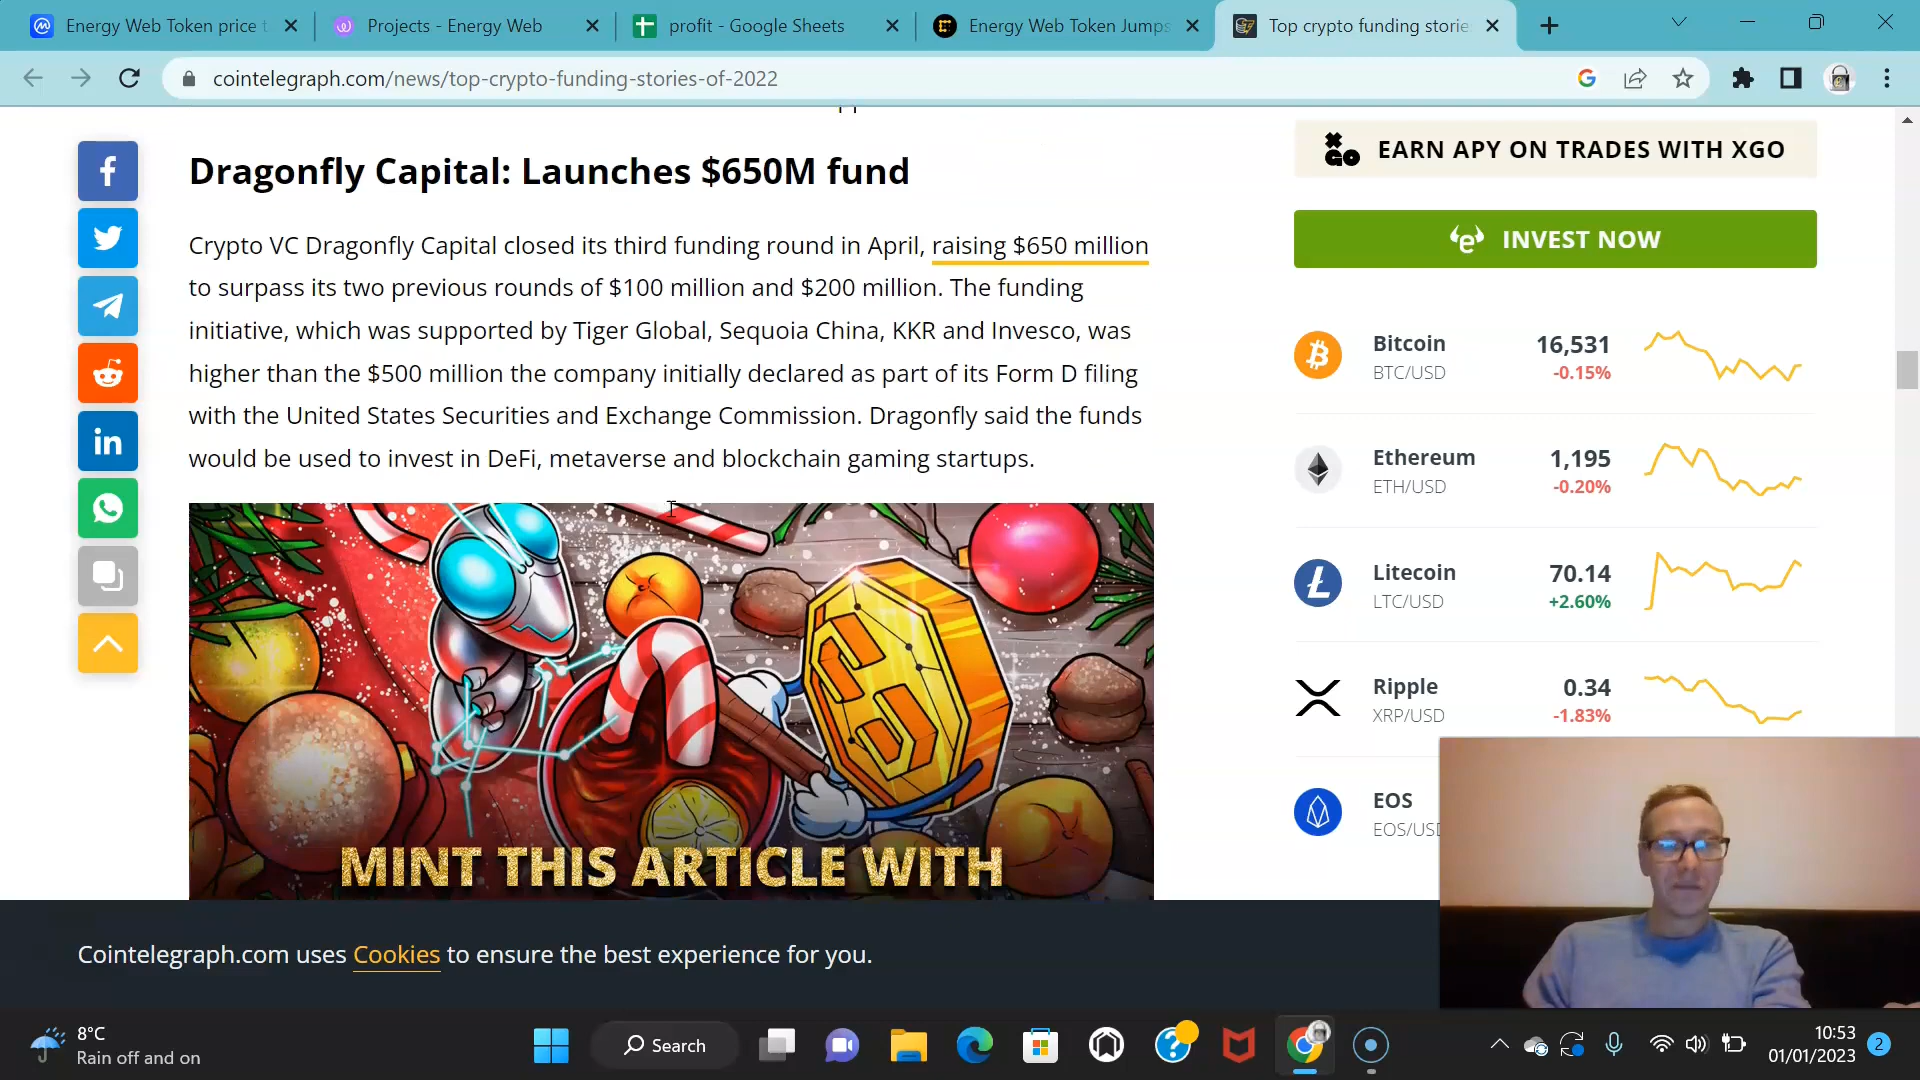 Energy Web Token price t
Projects - Energy Web
profit - Google Sheets
Energy Web Token Jumps
Top crypto funding storie
cointelegraph.com/news/top-crypto-funding-stories-of-2022
Dragonfly Capital: Launches $650M fund
Crypto VC Dragonfly Capital closed its third funding round in April, raising $650 million
to surpass its two previous rounds of $100 million and $200 million. The funding
initiative, which was supported by Tiger Global, Sequoia China, KKR and Invesco, was
higher than the $500 million the company initially declared as part of its Form D filing
with the United States Securities and Exchange Commission. Dragonfly said the funds
would be used to invest in DeFi, metaverse and blockchain gaming startups.
MINT THIS ARTICLE WITH
XGO
EARN APY ON TRADES WITH XGO
INVEST NOW
Bitcoin 16,531
BTC/USD -0.15%
Ethereum 1,195
ETH/USD -0.20%
Litecoin 70.14
LTC/USD +2.60%
Ripple 0.34
XRP/USD -1.83%
EOS
EOS/USD
Cointelegraph.com uses Cookies to ensure the best experience for you.
8°C
Rain off and on
Search
10:53
01/01/2023
2